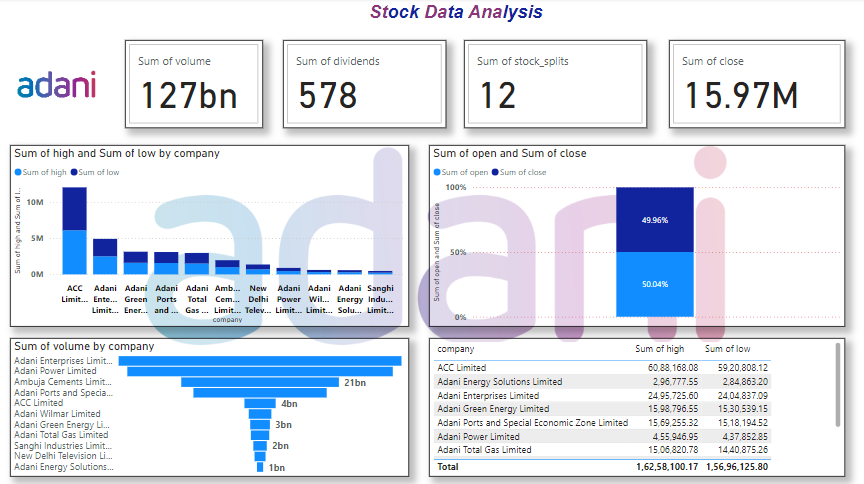 Stock Data Analysis
adani
Sum of volume
127bn
Sum of dividends
578
Sum of stock_splits
12
Sum of close
15.97M
Sum of high and Sum of low by company
Sum of high Sum of low
Sum of high and Sum of l...
10M
5M
0M
ACC Limit...
Adani Ente... Limit...
Adani Green Ener...
Adani Ports and ...
Adani Total Gas ...
Amb... Cem... Limit...
New Delhi Telev...
Adani Power Limit...
Adani Wil... Limit...
Adani Energy Solu...
Sanghi Indu... Limit...
company
Sum of open and Sum of close
Sum of open Sum of close
Sum of open and Sum of close
100%
50%
0%
49.96%
50.04%
adani
Sum of volume by company
Adani Enterprises Limit...
Adani Power Limited
Ambuja Cements Limit... 21bn
Adani Ports and Specia...
ACC Limited 4bn
Adani Wilmar Limited
Adani Green Energy Li... 3bn
Adani Total Gas Limited
Sanghi Industries Limit... 2bn
New Delhi Television Li...
Adani Energy Solutions... 1bn
company Sum of high Sum of low
ACC Limited 60,88,168.08 59,20,808.12
Adani Energy Solutions Limited 2,96,777.55 2,84,863.20
Adani Enterprises Limited 24,95,725.60 24,04,837.09
Adani Green Energy Limited 15,98,796.55 15,30,539.15
Adani Ports and Special Economic Zone Limited 15,69,255.32 15,18,194.52
Adani Power Limited 4,55,946.95 4,37,852.85
Adani Total Gas Limited 15,06,820.78 14,40,875.26
Total 1,62,58,100.17 1,56,96,125.80